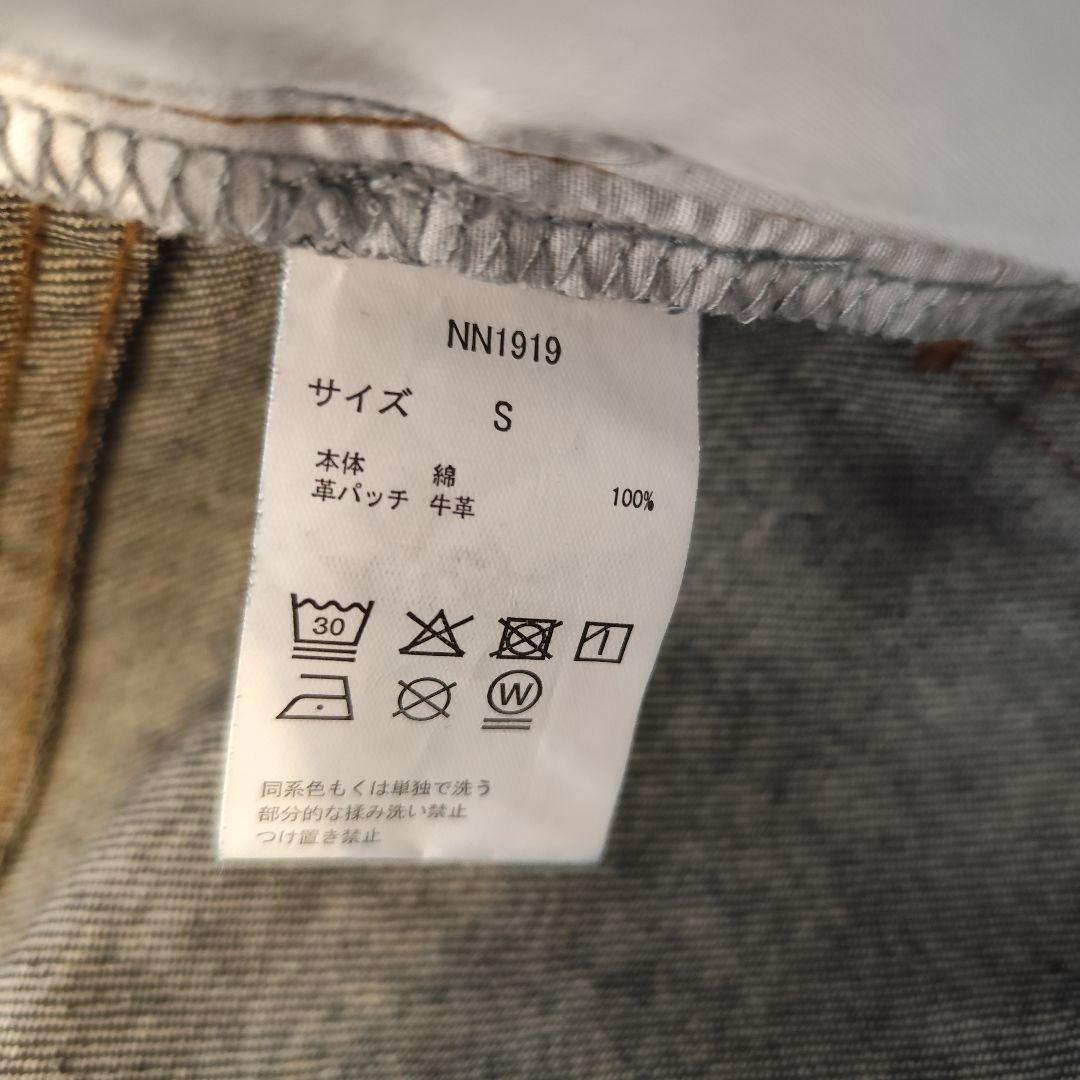 NN1919
サイズ S
本体 綿 100%
革パッチ 牛革
30
W
同系色もくは単独で洗う
部分的な揉み洗い禁止
つけ置き禁止